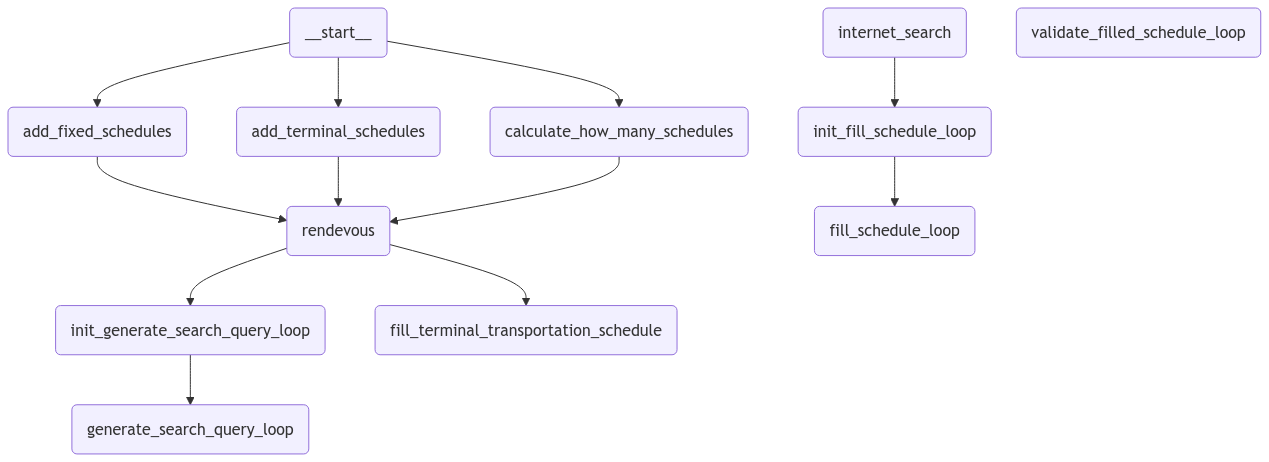 __start__
internet_search
validate_filled_schedule_loop
add_fixed_schedules
add_terminal_schedules
calculate_how_many_schedules
init_fill_schedule_loop
rendevous
fill_schedule_loop
init_generate_search_query_loop
fill_terminal_transportation_schedule
generate_search_query_loop